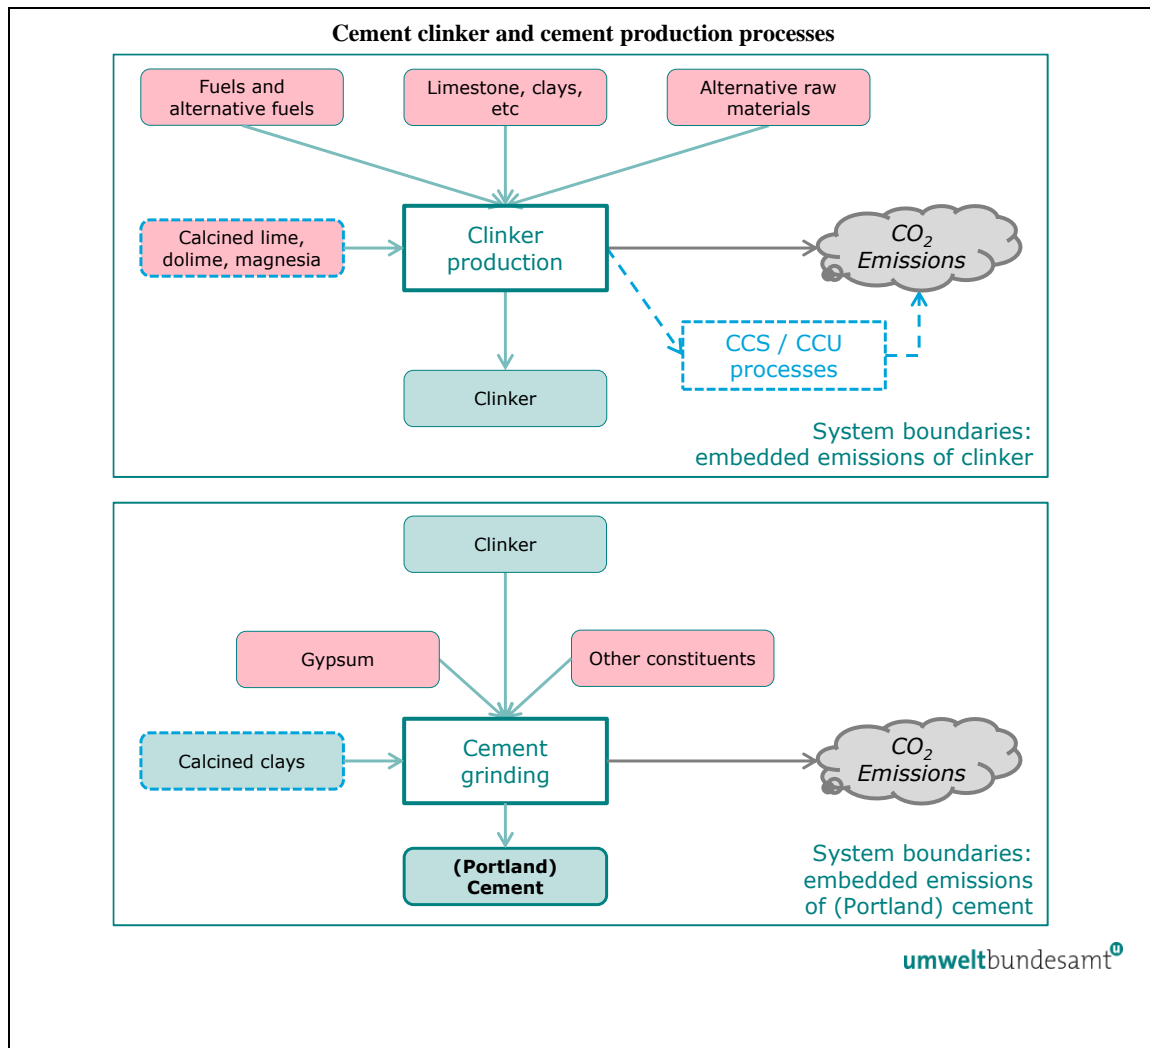 Cement clinker and cement production processes
Fuels and
alternative fuels
Limestone, clays,
etc
Alternative raw
materials
Calcined lime,
dolime, magnesia
Clinker
production
CO2
Emissions
CCS / CCU
processes
Clinker
System boundaries:
embedded emissions of clinker
Clinker
Gypsum
Other constituents
Calcined clays
Cement
grinding
CO2
Emissions
(Portland)
Cement
System boundaries:
embedded emissions
of (Portland) cement
umweltbundesamt u